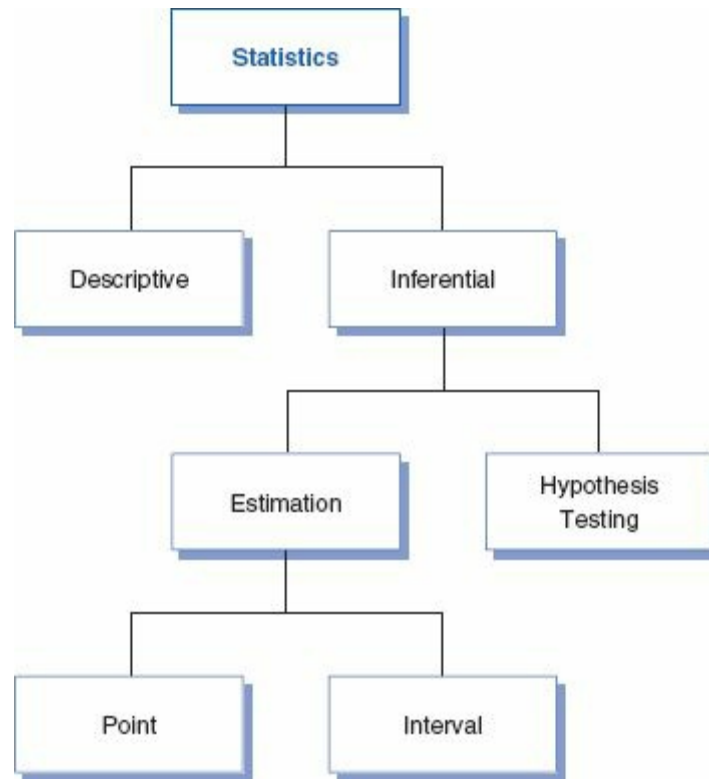 Statistics
Descriptive
Inferential
Estimation
Hypothesis
Testing
Point
Interval